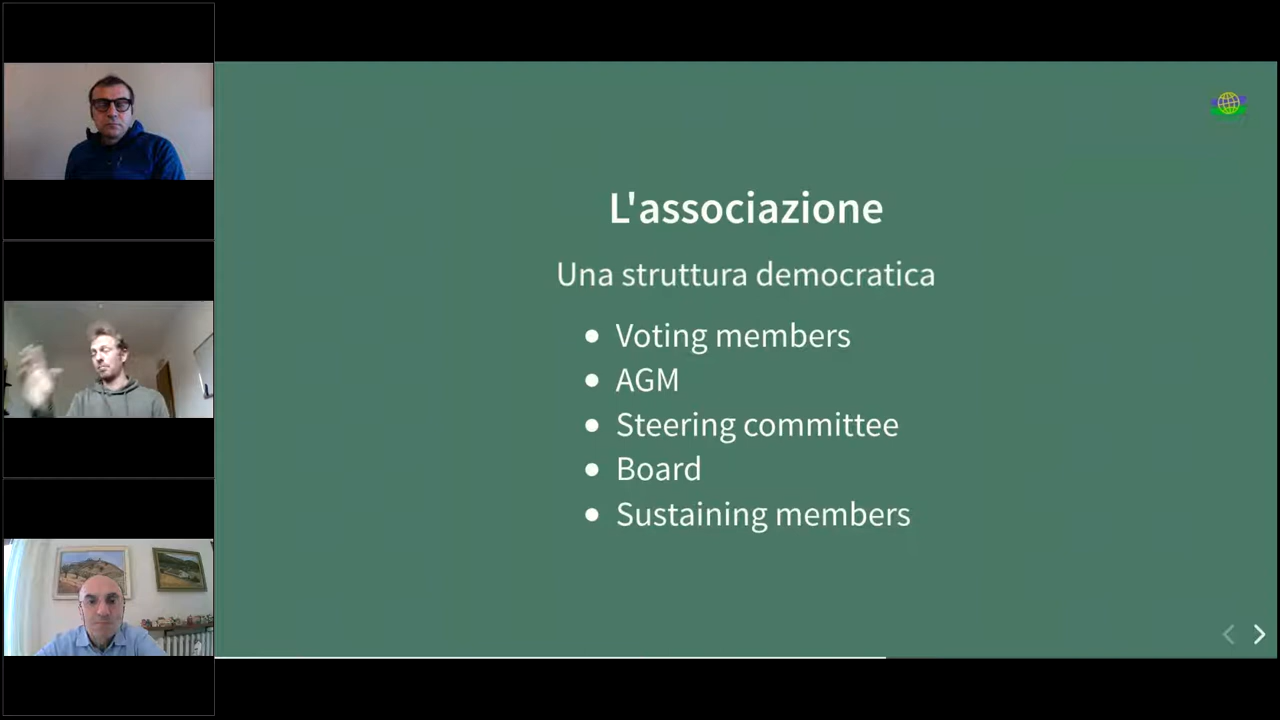 L'associazione
Una struttura democratica
Voting members
AGM
Steering committee
Board
Sustaining members